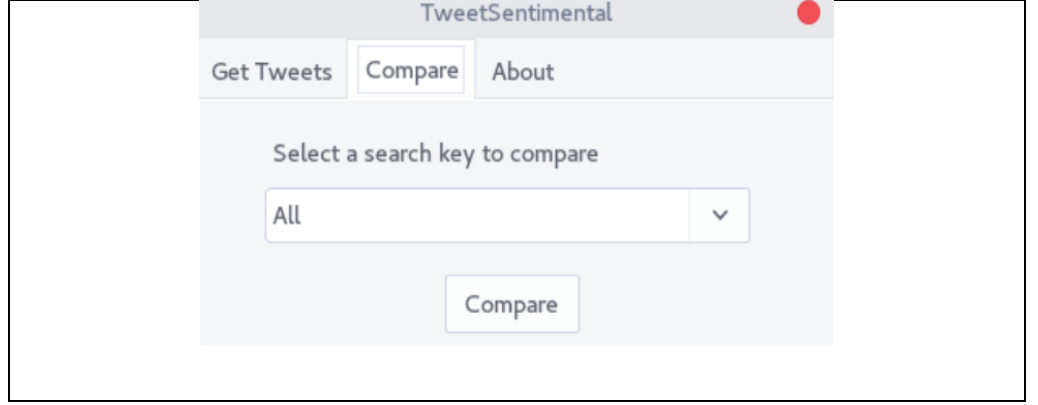 TweetSentimental
Get Tweets Compare About
Select a search key to compare
All
Compare